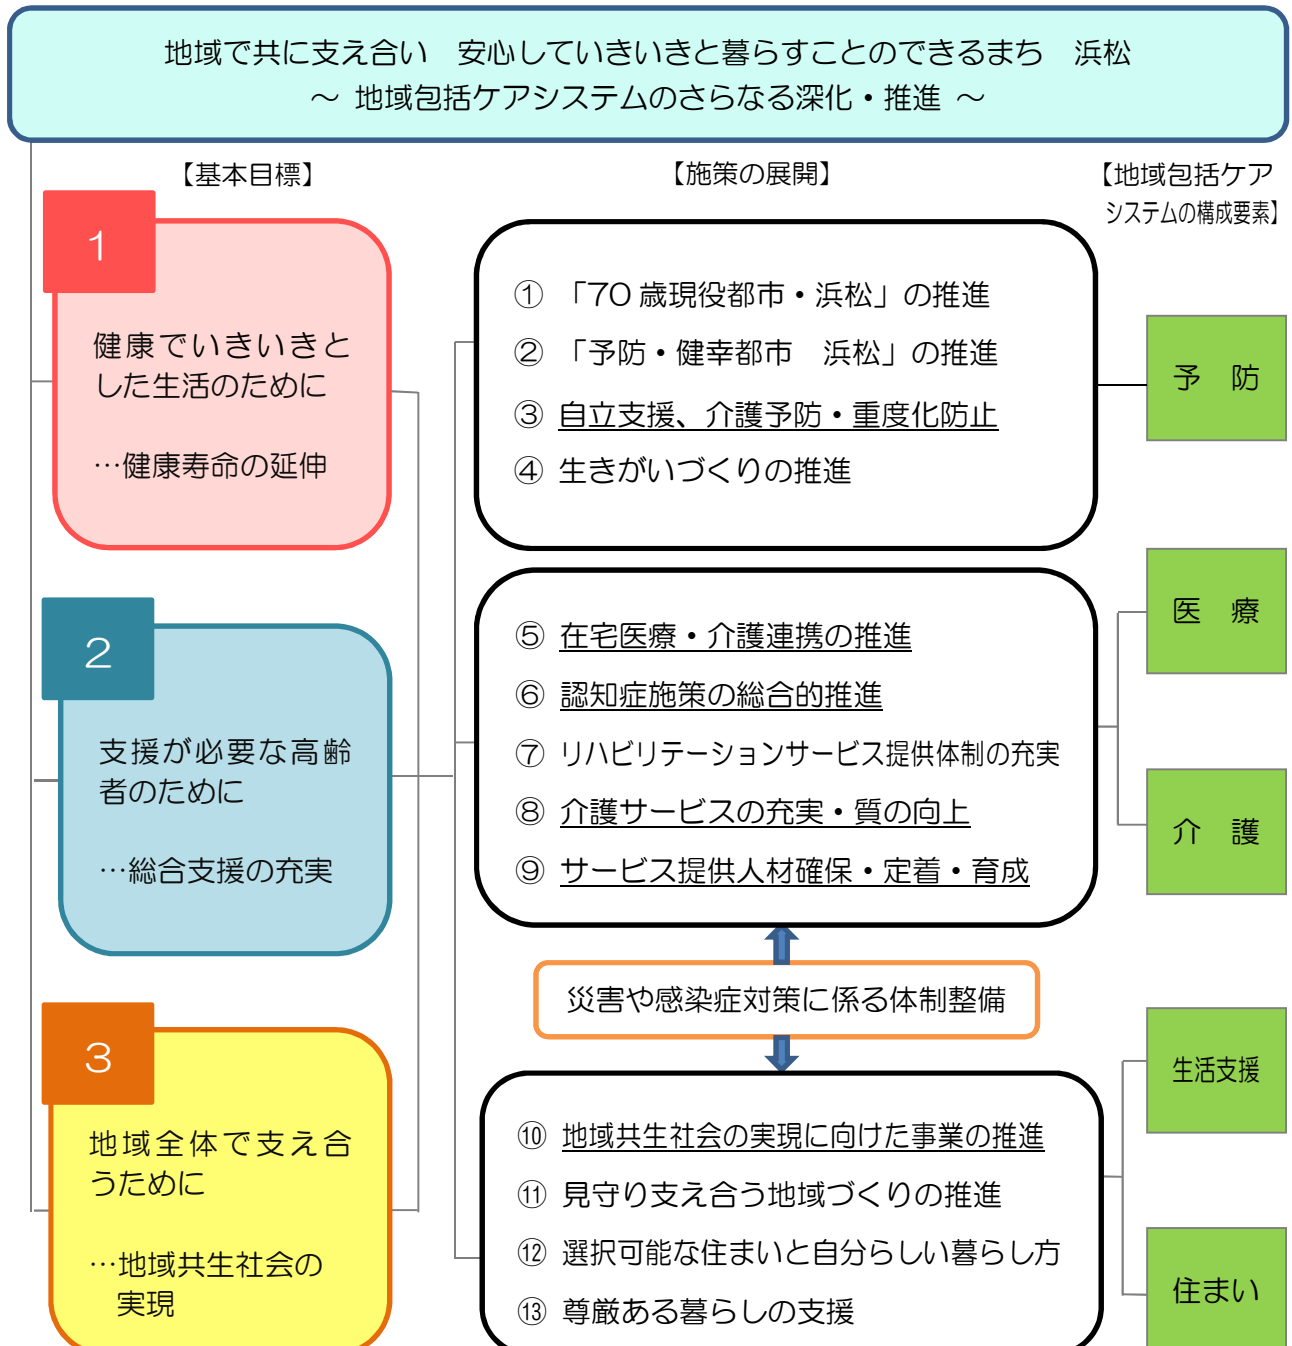 地域で共に支え合い　安心していきいきと暮らすことのできるまち　浜松
～ 地域包括ケアシステムのさらなる深化・推進 ～
【基本目標】
【施策の展開】
【地域包括ケア
システムの構成要素】
1
健康でいきいきと
した生活のために
…健康寿命の延伸
① 「70 歳現役都市・浜松」の推進
② 「予防・健幸都市　浜松」の推進
③ 自立支援、介護予防・重度化防止
④ 生きがいづくりの推進
予　防
2
支援が必要な高齢
者のために
…総合支援の充実
⑤ 在宅医療・介護連携の推進
⑥ 認知症施策の総合的推進
⑦ リハビリテーションサービス提供体制の充実
⑧ 介護サービスの充実・質の向上
⑨ サービス提供人材確保・定着・育成
医　療
介　護
災害や感染症対策に係る体制整備
3
地域全体で支え合
うために
…地域共生社会の
実現
⑩ 地域共生社会の実現に向けた事業の推進
⑪ 見守り支え合う地域づくりの推進
⑫ 選択可能な住まいと自分らしい暮らし方
⑬ 尊厳ある暮らしの支援
生活支援
住まい